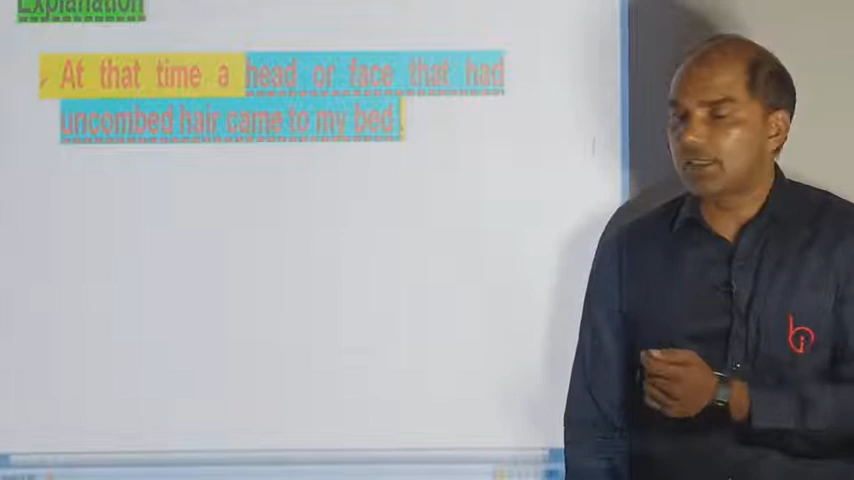 Explanation
At that time a head or face that had
uncombed hair came to my bed.